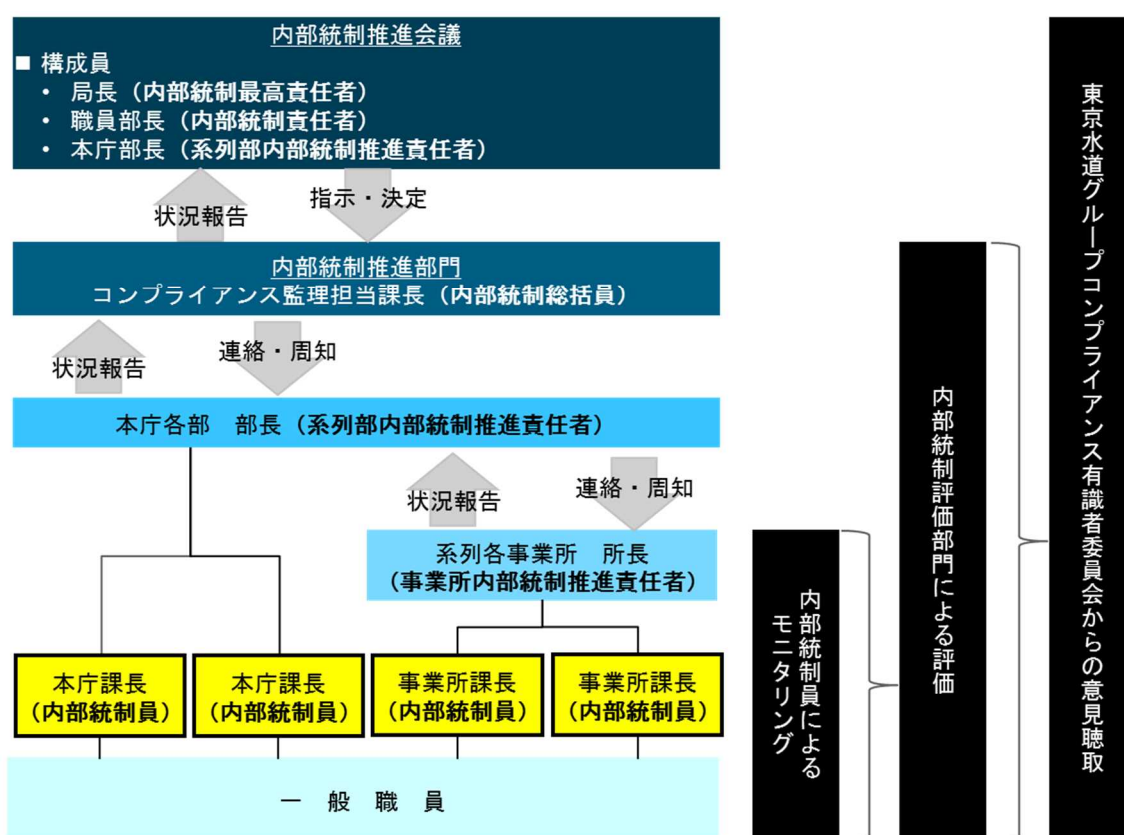 内部統制推進会議
■ 構成員
• 局長（内部統制最高責任者）
• 職員部長（内部統制責任者）
• 本庁部長（系列部内部統制推進責任者）
状況報告
指示・決定
内部統制推進部門
コンプライアンス監理担当課長（内部統制総括員）
状況報告
連絡・周知
本庁各部　部長（系列部内部統制推進責任者）
状況報告
連絡・周知
系列各事業所　所長
（事業所内部統制推進責任者）
本庁課長
（内部統制員）
本庁課長
（内部統制員）
事業所課長
（内部統制員）
事業所課長
（内部統制員）
一　般　職　員
内部統制員による
モニタリング
内部統制評価部門による評価
東京水道グループコンプライアンス有識者委員会からの意見聴取